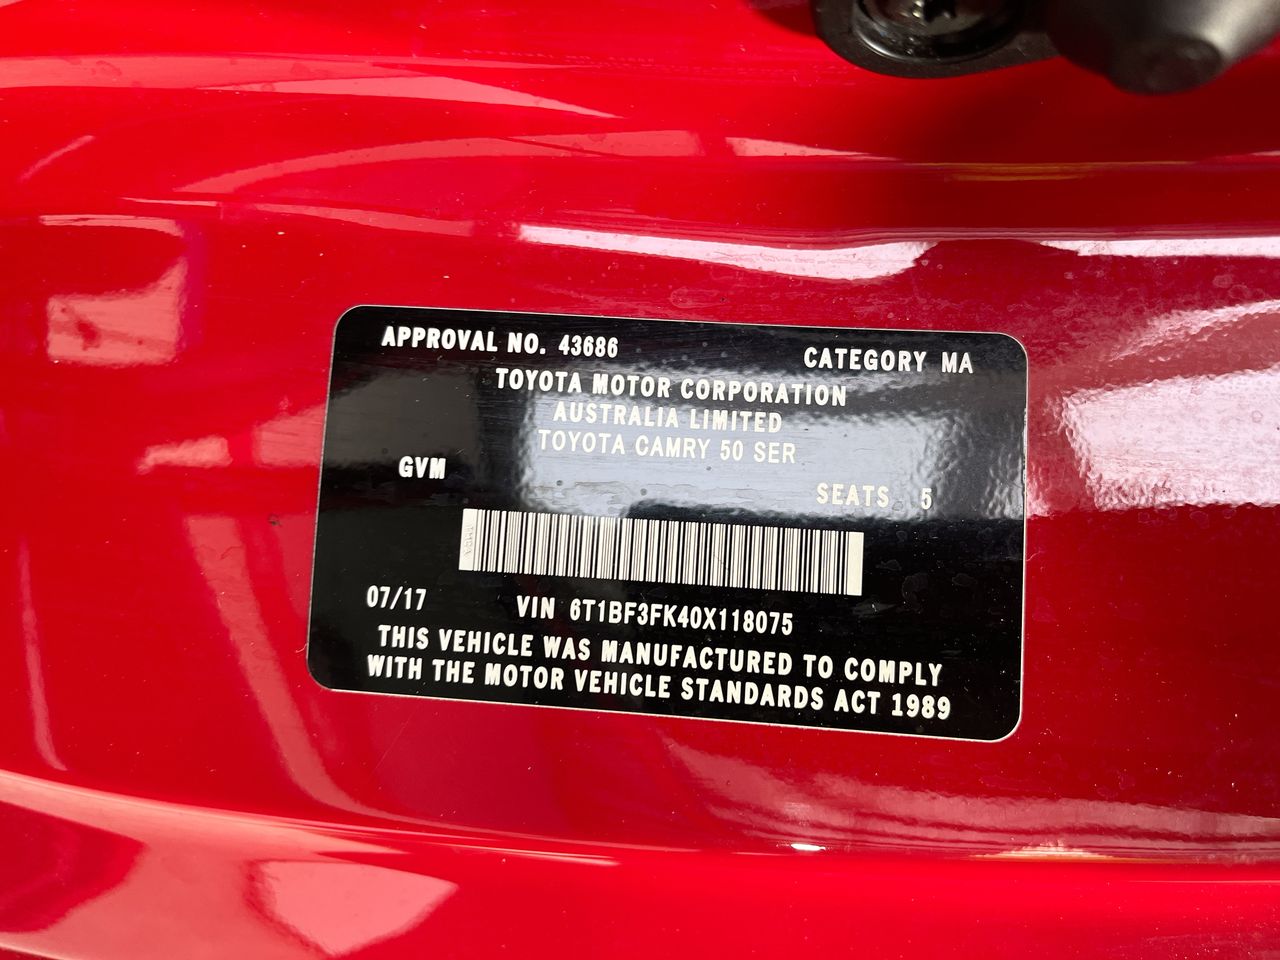 APPROVAL NO. 43686
CATEGORY MA
TOYOTA MOTOR CORPORATION
AUSTRALIA LIMITED
TOYOTA CAMRY 50 SER
GVM
SEATS 5
07/17
VIN 6T1BF3FK40X118075
THIS VEHICLE WAS MANUFACTURED TO COMPLY
WITH THE MOTOR VEHICLE STANDARDS ACT 1989